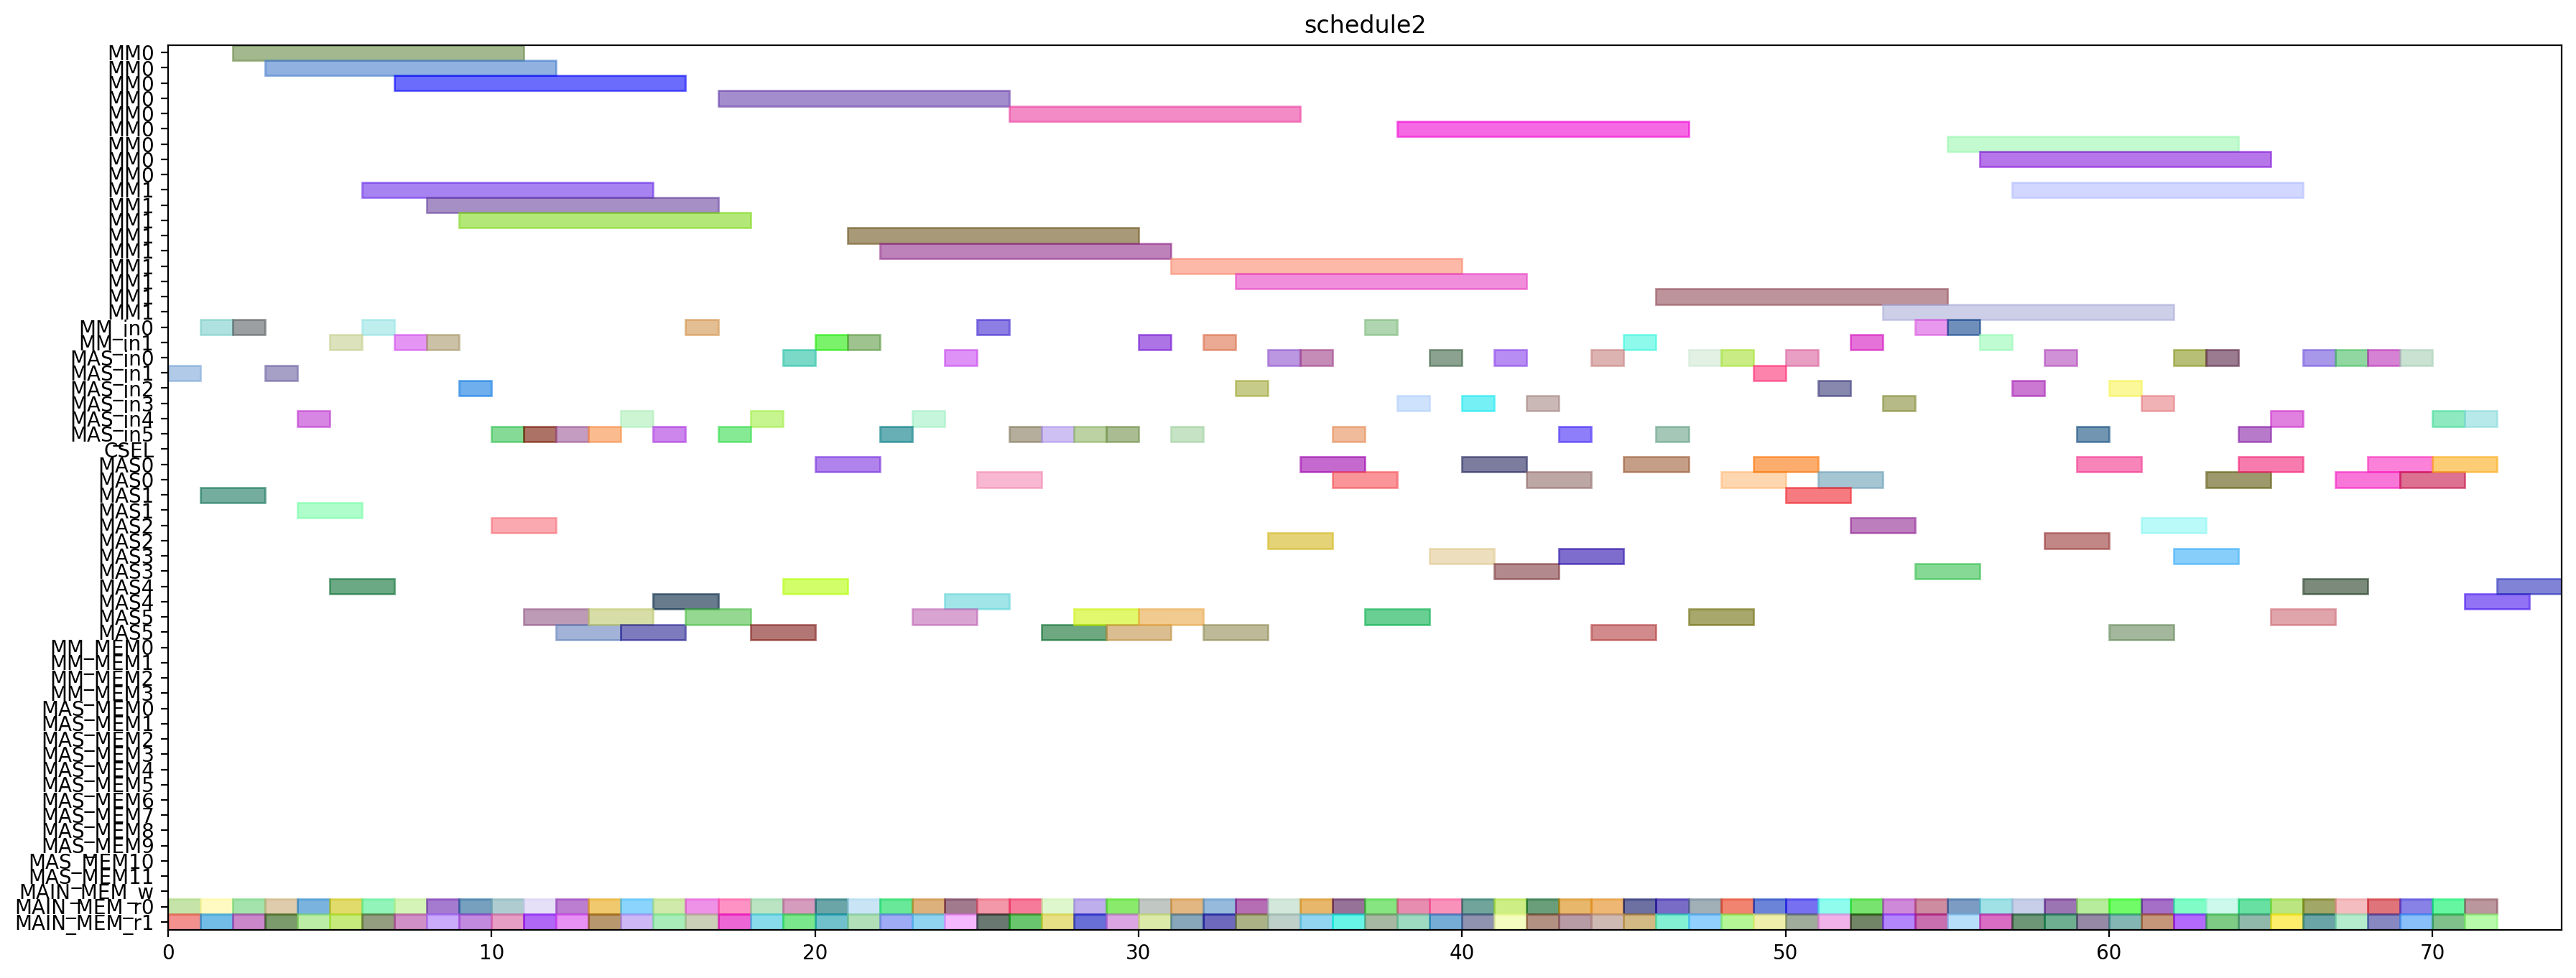 schedule2
MM0
MM0
MM0
MM0
MM0
MM0
MM0
MM0
MM0
MM1
MM1
MM1
MM1
MM1
MM1
MM1
MM1
MM1
MM_in0
MM_in1
MAS_in0
MAS_in1
MAS_in2
MAS_in3
MAS_in4
MAS_in5
CSEL
MAS0
MAS0
MAS1
MAS1
MAS2
MAS2
MAS3
MAS3
MAS4
MAS4
MAS5
MAS5
MM_MEM0
MM_MEM1
MM_MEM2
MM_MEM3
MAS_MEM0
MAS_MEM1
MAS_MEM2
MAS_MEM3
MAS_MEM4
MAS_MEM5
MAS_MEM6
MAS_MEM7
MAS_MEM8
MAS_MEM9
MAS_MEM10
MAS_MEM11
MAIN_MEM_w
MAIN_MEM_r0
MAIN_MEM_r1
0 10 20 30 40 50 60 70